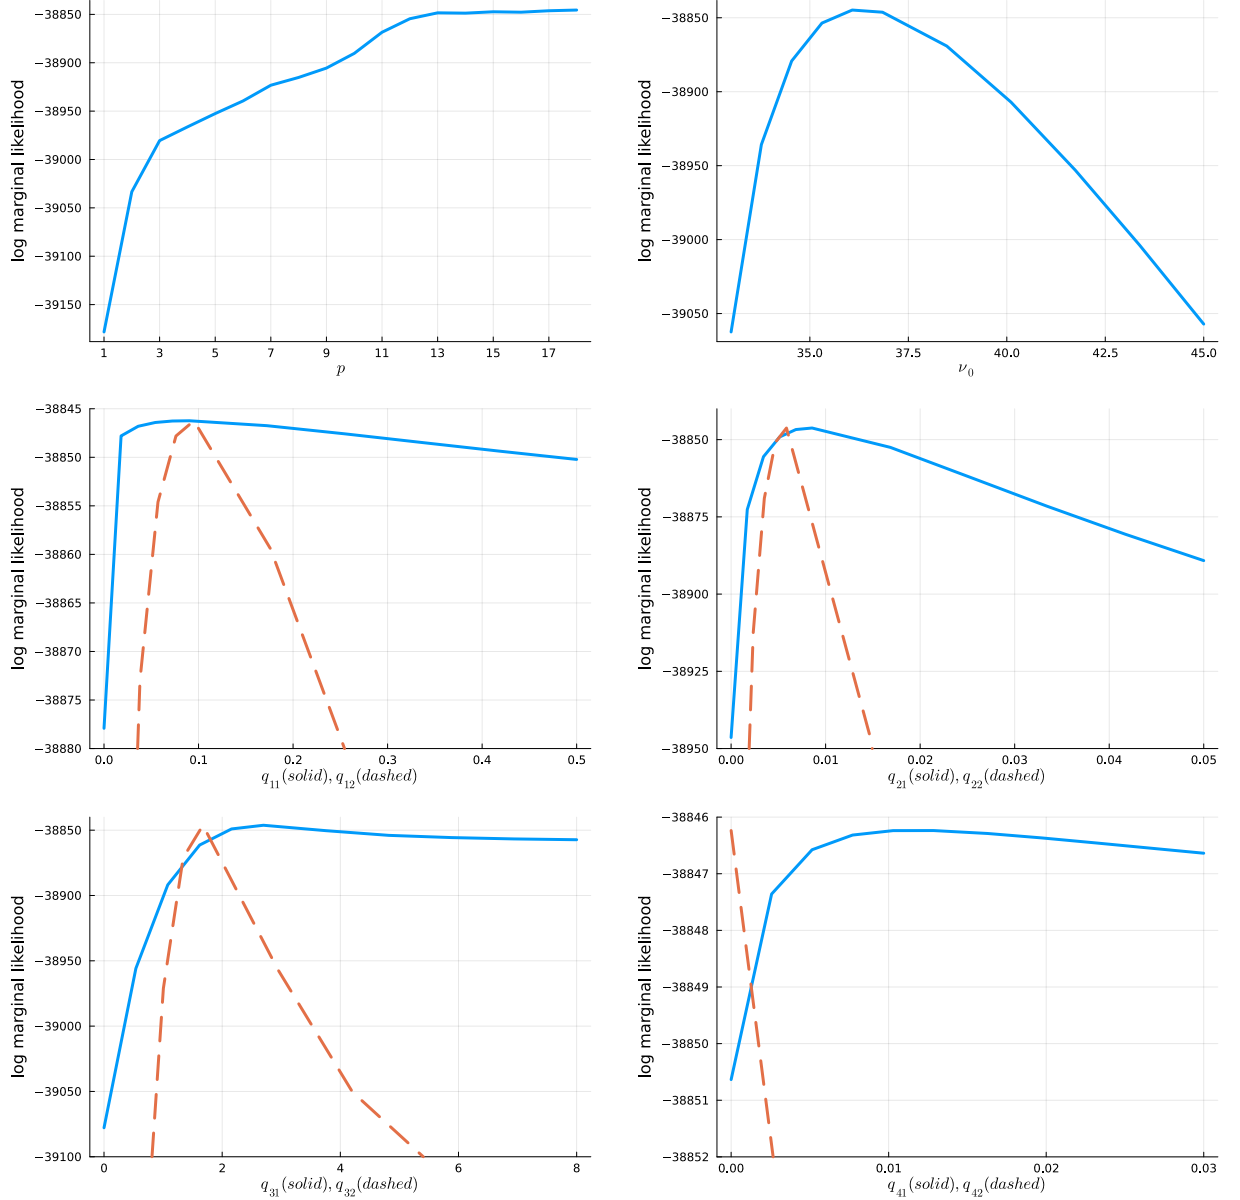 −38850
−38900
−38950
−39000
−39050
−39100
−39150
log marginal likelihood
1 3 5 7 9 11 13 15 17
p
−38850
−38900
−38950
−39000
−39050
log marginal likelihood
35.0 37.5 40.0 42.5 45.0
ν₀
−38845
−38850
−38855
−38860
−38865
−38870
−38875
−38880
log marginal likelihood
0.0 0.1 0.2 0.3 0.4 0.5
q₁₁(solid), q₁₂(dashed)
−38850
−38875
−38900
−38925
−38950
log marginal likelihood
0.00 0.01 0.02 0.03 0.04 0.05
q₂₁(solid), q₂₂(dashed)
−38850
−38900
−38950
−39000
−39050
−39100
log marginal likelihood
0 2 4 6 8
q₃₁(solid), q₃₂(dashed)
−38846
−38847
−38848
−38849
−38850
−38851
−38852
log marginal likelihood
0.00 0.01 0.02 0.03
q₄₁(solid), q₄₂(dashed)